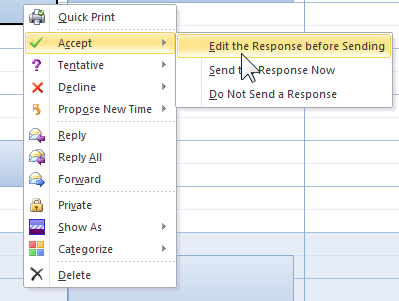 Quick Print
Accept
Edit the Response before Sending
Send the Response Now
Do Not Send a Response
Tentative
Decline
Propose New Time
Reply
Reply All
Forward
Private
Show As
Categorize
Delete